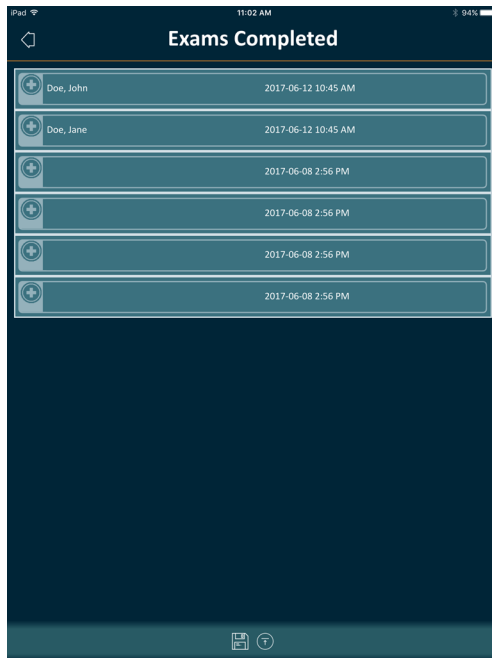 iPad 11:02 AM 94%
Exams Completed
Doe, John 2017-06-12 10:45 AM
Doe, Jane 2017-06-12 10:45 AM
2017-06-08 2:56 PM
2017-06-08 2:56 PM
2017-06-08 2:56 PM
2017-06-08 2:56 PM